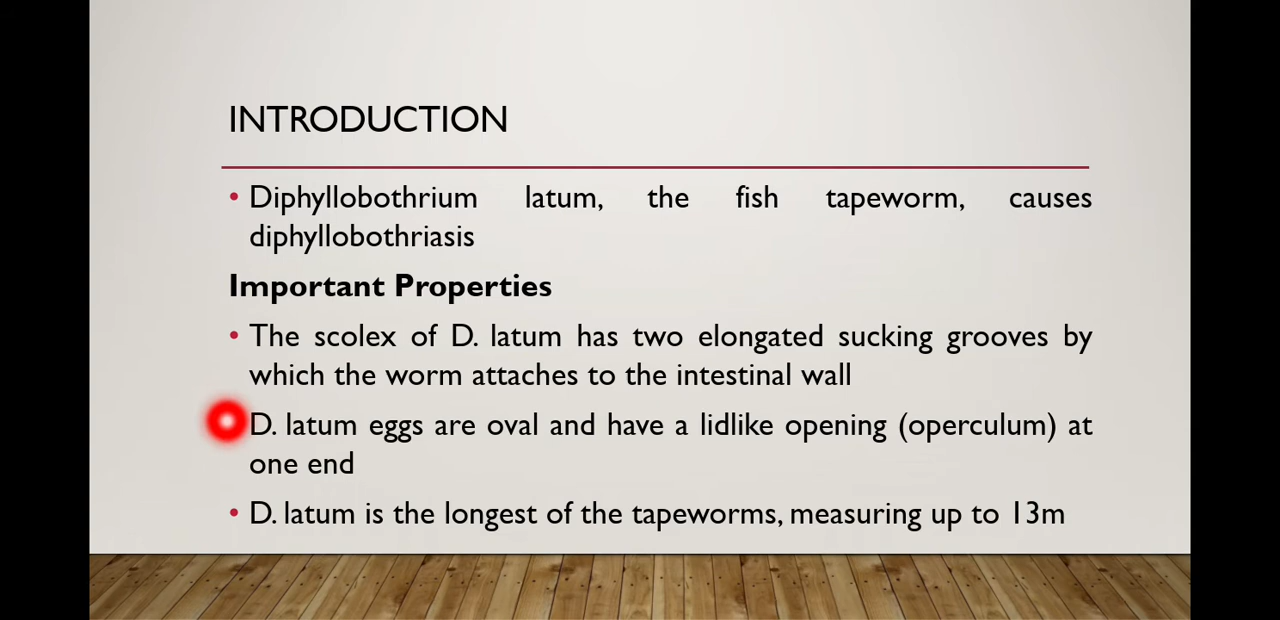 INTRODUCTION
• Diphyllobothrium latum, the fish tapeworm, causes
diphyllobothriasis
Important Properties
• The scolex of D. latum has two elongated sucking grooves by
which the worm attaches to the intestinal wall
D. latum eggs are oval and have a lidlike opening (operculum) at
one end
• D. latum is the longest of the tapeworms, measuring up to 13m